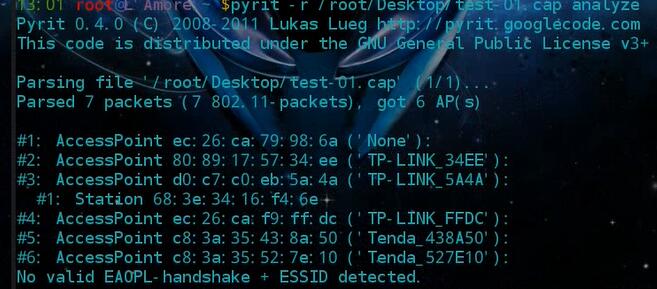 13:01 root@L'Amore ~ $pyrit -r /root/Desktop/test-01.cap analyze
Pyrit 0.4.0 (C) 2008-2011 Lukas Lueg http://pyrit.googlecode.com
This code is distributed under the GNU General Public License v3+
Parsing file '/root/Desktop/test-01.cap' (1/1)...
Parsed 7 packets (7 802.11-packets), got 6 AP(s)
#1: AccessPoint ec:26:ca:79:98:6a ('None'):
#2: AccessPoint 80:89:17:57:34:ee ('TP-LINK_34EE'):
#3: AccessPoint d0:c7:c0:eb:5a:4a ('TP-LINK_5A4A'):
#1: Station 68:3e:34:16:f4:6e
#4: AccessPoint ec:26:ca:f9:ff:dc ('TP-LINK_FFDC'):
#5: AccessPoint c8:3a:35:43:8a:50 ('Tenda_438A50'):
#6: AccessPoint c8:3a:35:52:7e:10 ('Tenda_527E10'):
No valid EAOPL-handshake + ESSID detected.